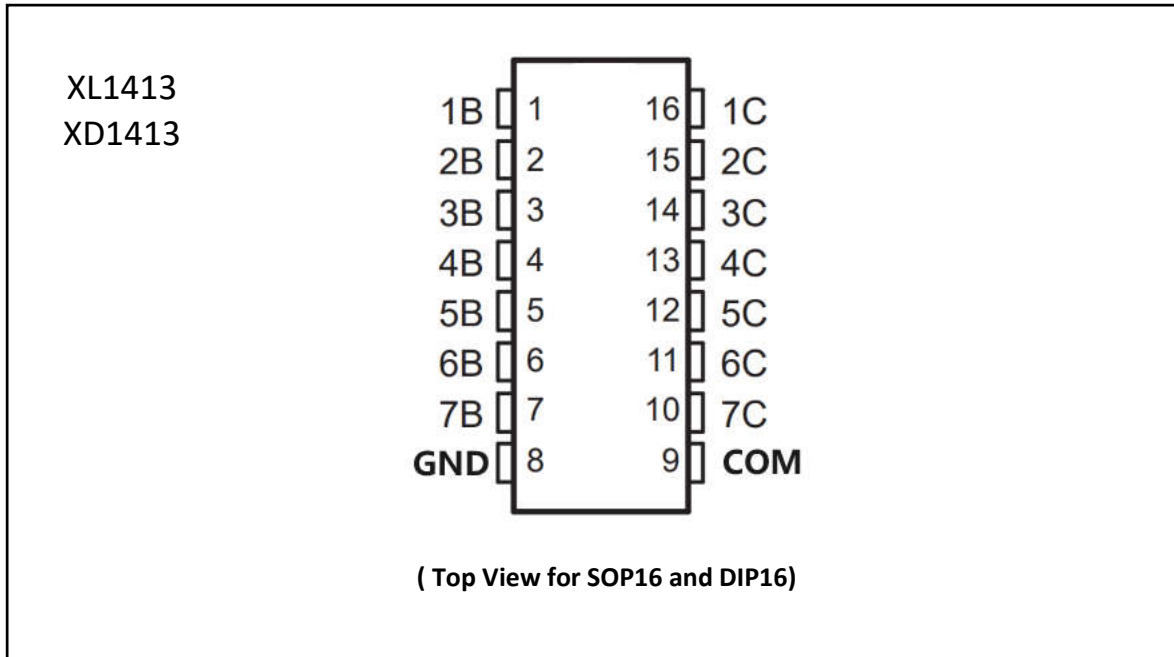 XL1413
XD1413
1B 1 16 1C
2B 2 15 2C
3B 3 14 3C
4B 4 13 4C
5B 5 12 5C
6B 6 11 6C
7B 7 10 7C
GND 8 9 COM
( Top View for SOP16 and DIP16)